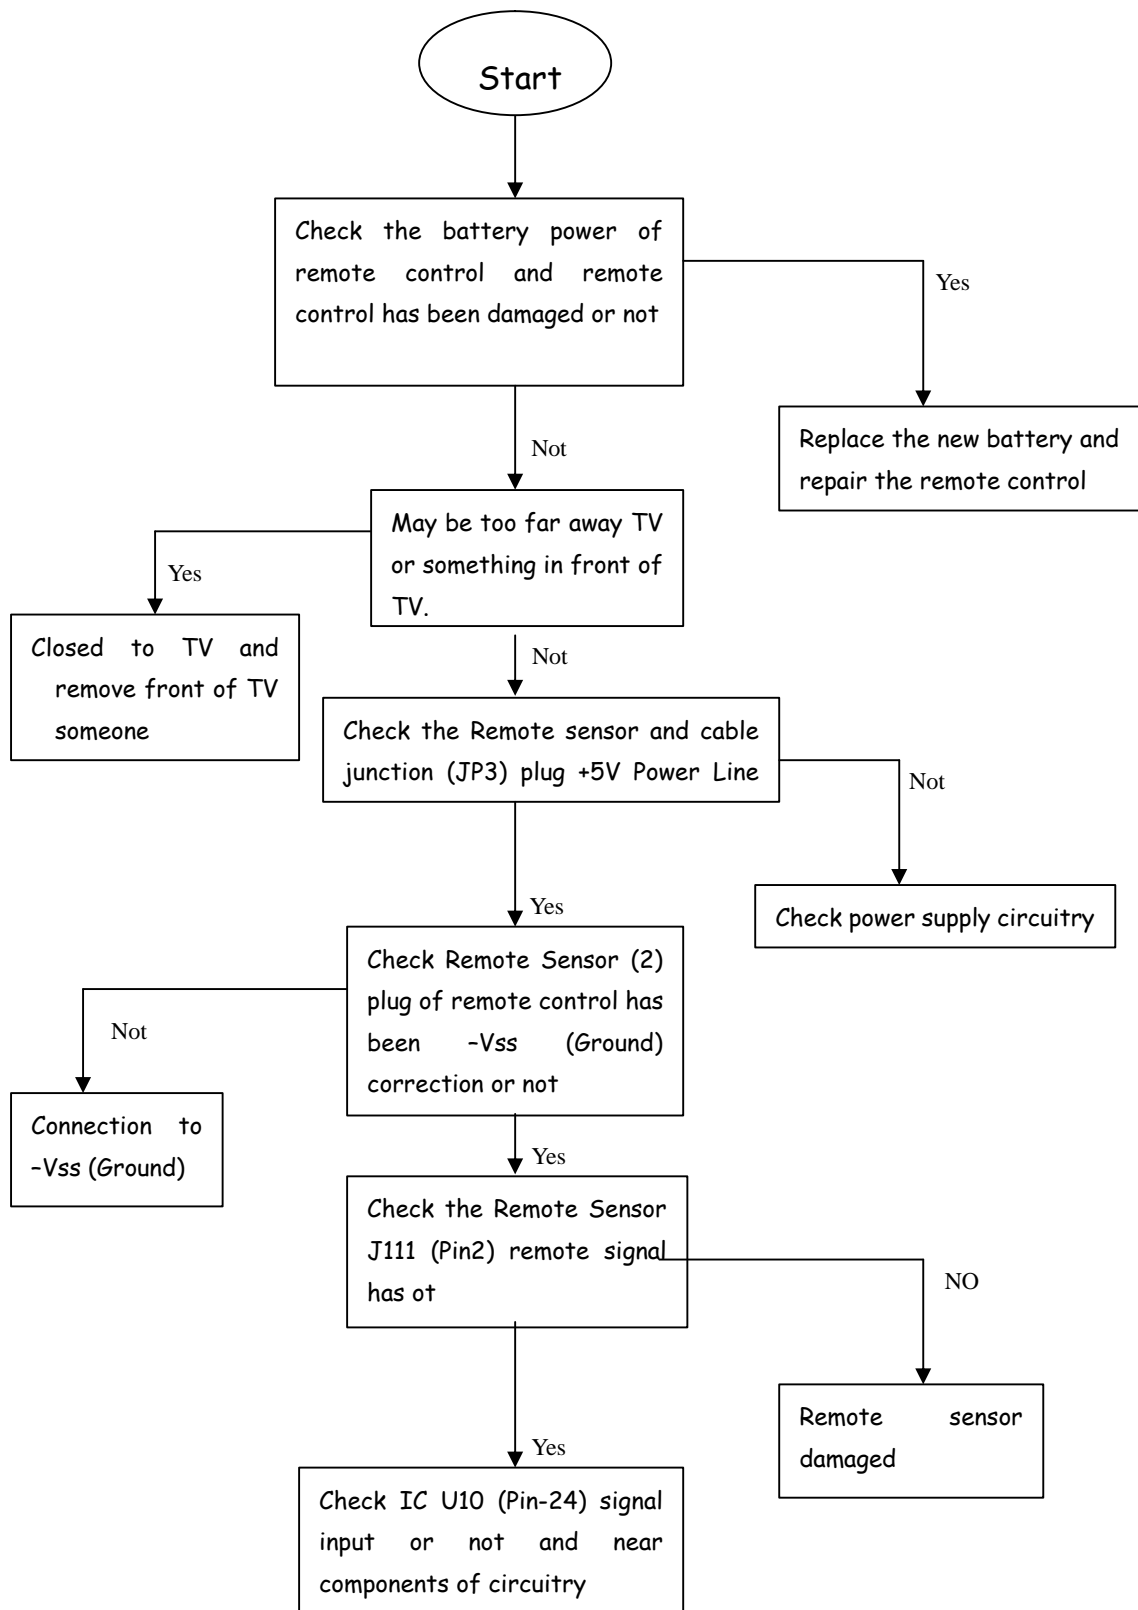 Start
Check the battery power of
remote control and remote
control has been damaged or not
Yes
Replace the new battery and
repair the remote control
Not
May be too far away TV
or something in front of
TV.
Yes
Closed to TV and
remove front of TV
someone
Not
Check the Remote sensor and cable
junction (JP3) plug +5V Power Line
Not
Check power supply circuitry
Yes
Check Remote Sensor (2)
plug of remote control has
been -Vss (Ground)
correction or not
Not
Connection to
-Vss (Ground)
Yes
Check the Remote Sensor
J111 (Pin2) remote signal
has ot
NO
Remote sensor
damaged
Yes
Check IC U10 (Pin-24) signal
input or not and near
components of circuitry